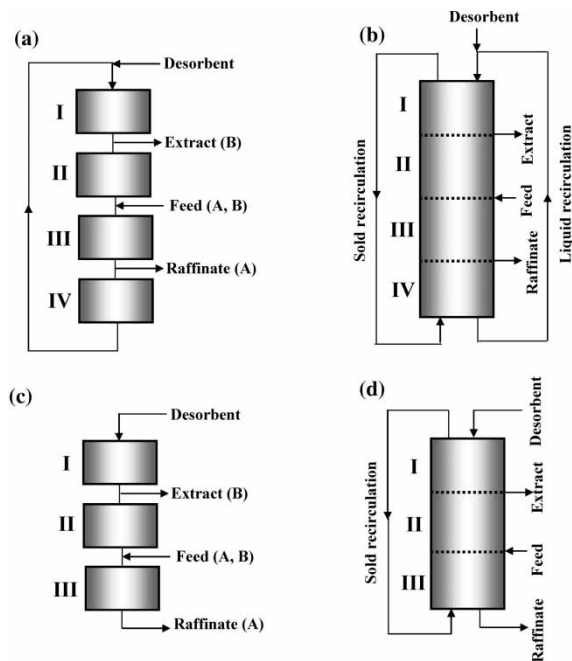 (a)
Desorbent
I
Extract (B)
II
Feed (A, B)
III
Raffinate (A)
IV
(b)
Desorbent
I
II
III
IV
Sold recirculation
Extract
Feed
Raffinate
Liquid recirculation
(c)
Desorbent
I
Extract (B)
II
Feed (A, B)
III
Raffinate (A)
(d)
Desorbent
I
II
III
Sold recirculation
Extract
Feed
Raffinate